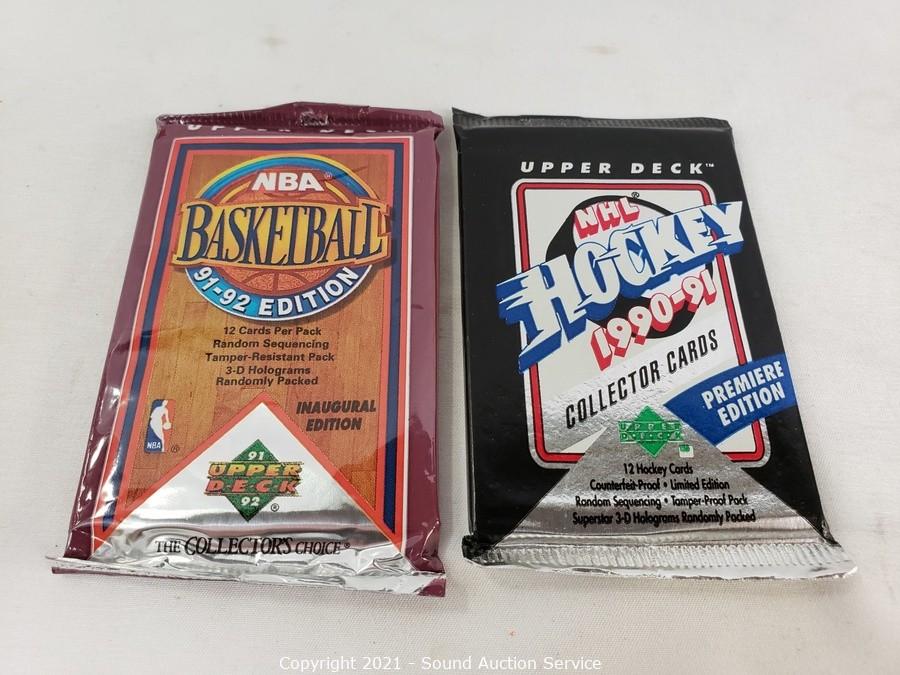 UPPER DECK
NBA®
BASKETBALL
91-92 EDITION
12 Cards Per Pack
Random Sequencing
Tamper-Resistant Pack
3-D Holograms
Randomly Packed
INAUGURAL
EDITION
NBA ®
91
UPPER
DECK
92 ®
THE COLLECTOR'S CHOICE®
UPPER DECK™
NHL®
HOCKEY
1990-91
COLLECTOR CARDS
PREMIERE
EDITION
UPPER
DECK
12 Hockey Cards
Counterfeit-Proof • Limited Edition
Random Sequencing • Tamper-Proof Pack
Superstar 3-D Holograms Randomly Packed
Copyright 2021 - Sound Auction Service